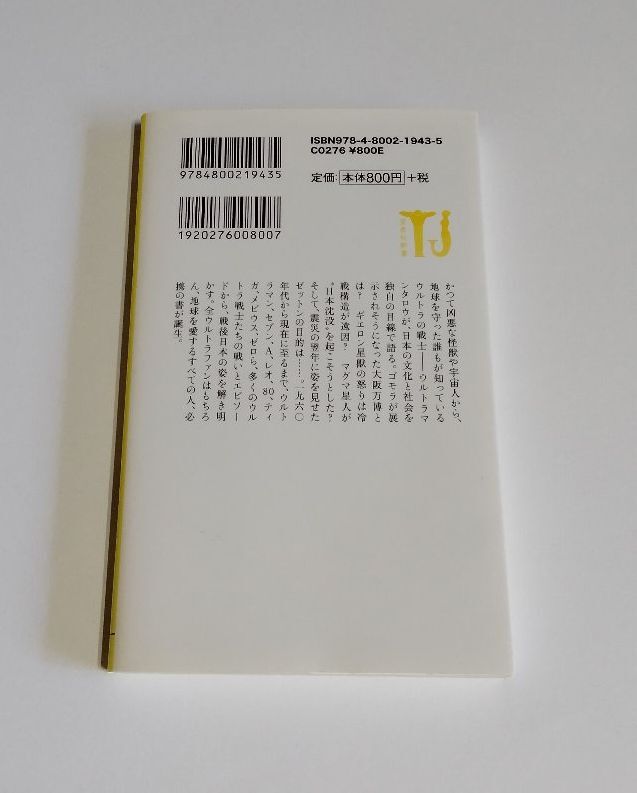 ISBN978-4-8002-1943-5
C0276 ¥800E
9784800219435
定価:本体800円+税
1920276008007
TJ
宝島社新書
かつて凶悪な怪獣や宇宙人から、
地球を守った誰もが知っている
ウルトラの戦士――ウルトラマ
ンタロウが、日本の文化と社会を
独自の目線で語る。ゴモラが展
示されそうになった大阪万博と
は? ギエロン星獣の怒りは冷
戦構造が遠因? マグマ星人が
“日本沈没”を起こそうとした?
そして、震災の翌年に姿を見せた
ゼットンの目的は……。一九六〇
年代から現在に至るまで、ウルト
ラマン、セブン、A、レオ、80、ティ
ガ、メビウス、ゼロら、多くのウル
トラ戦士たちの戦いとエピソー
ドから、戦後日本の姿を解き明
かす。全ウルトラファンはもちろ
ん、地球を愛するすべての人、必
携の書が誕生。